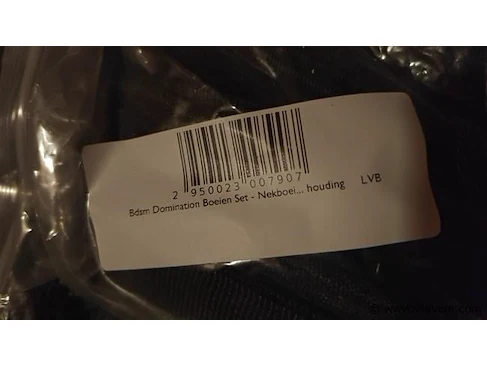 2 950023 007907
Bdsm Domination Boeien Set - Nekboei... houding LVB